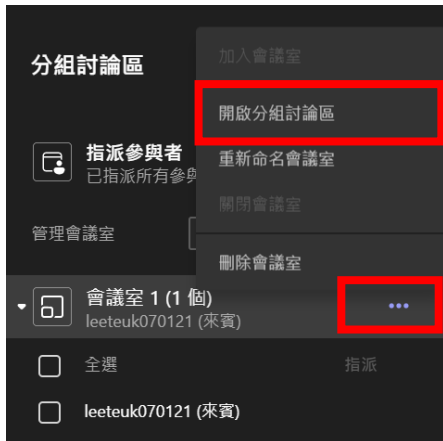 分組討論區
加入會議室
開啟分組討論區
指派參與者
已指派所有參與
重新命名會議室
關閉會議室
管理會議室
刪除會議室
會議室 1 (1 個)
leeteuk070121 (來賓)
全選 指派
leeteuk070121 (來賓)